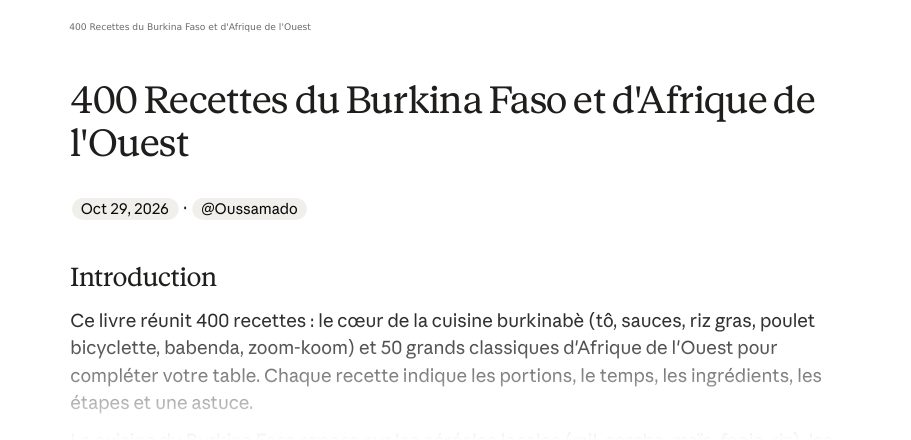 400 Recettes du Burkina Faso et d'Afrique de l'Ouest
400 Recettes du Burkina Faso et d'Afrique de
l'Ouest
Oct 29, 2026 · @Oussamado
Introduction
Ce livre réunit 400 recettes : le cœur de la cuisine burkinabè (tô, sauces, riz gras, poulet
bicyclette, babenda, zoom-koom) et 50 grands classiques d'Afrique de l'Ouest pour
compléter votre table. Chaque recette indique les portions, le temps, les ingrédients, les
étapes et une astuce.